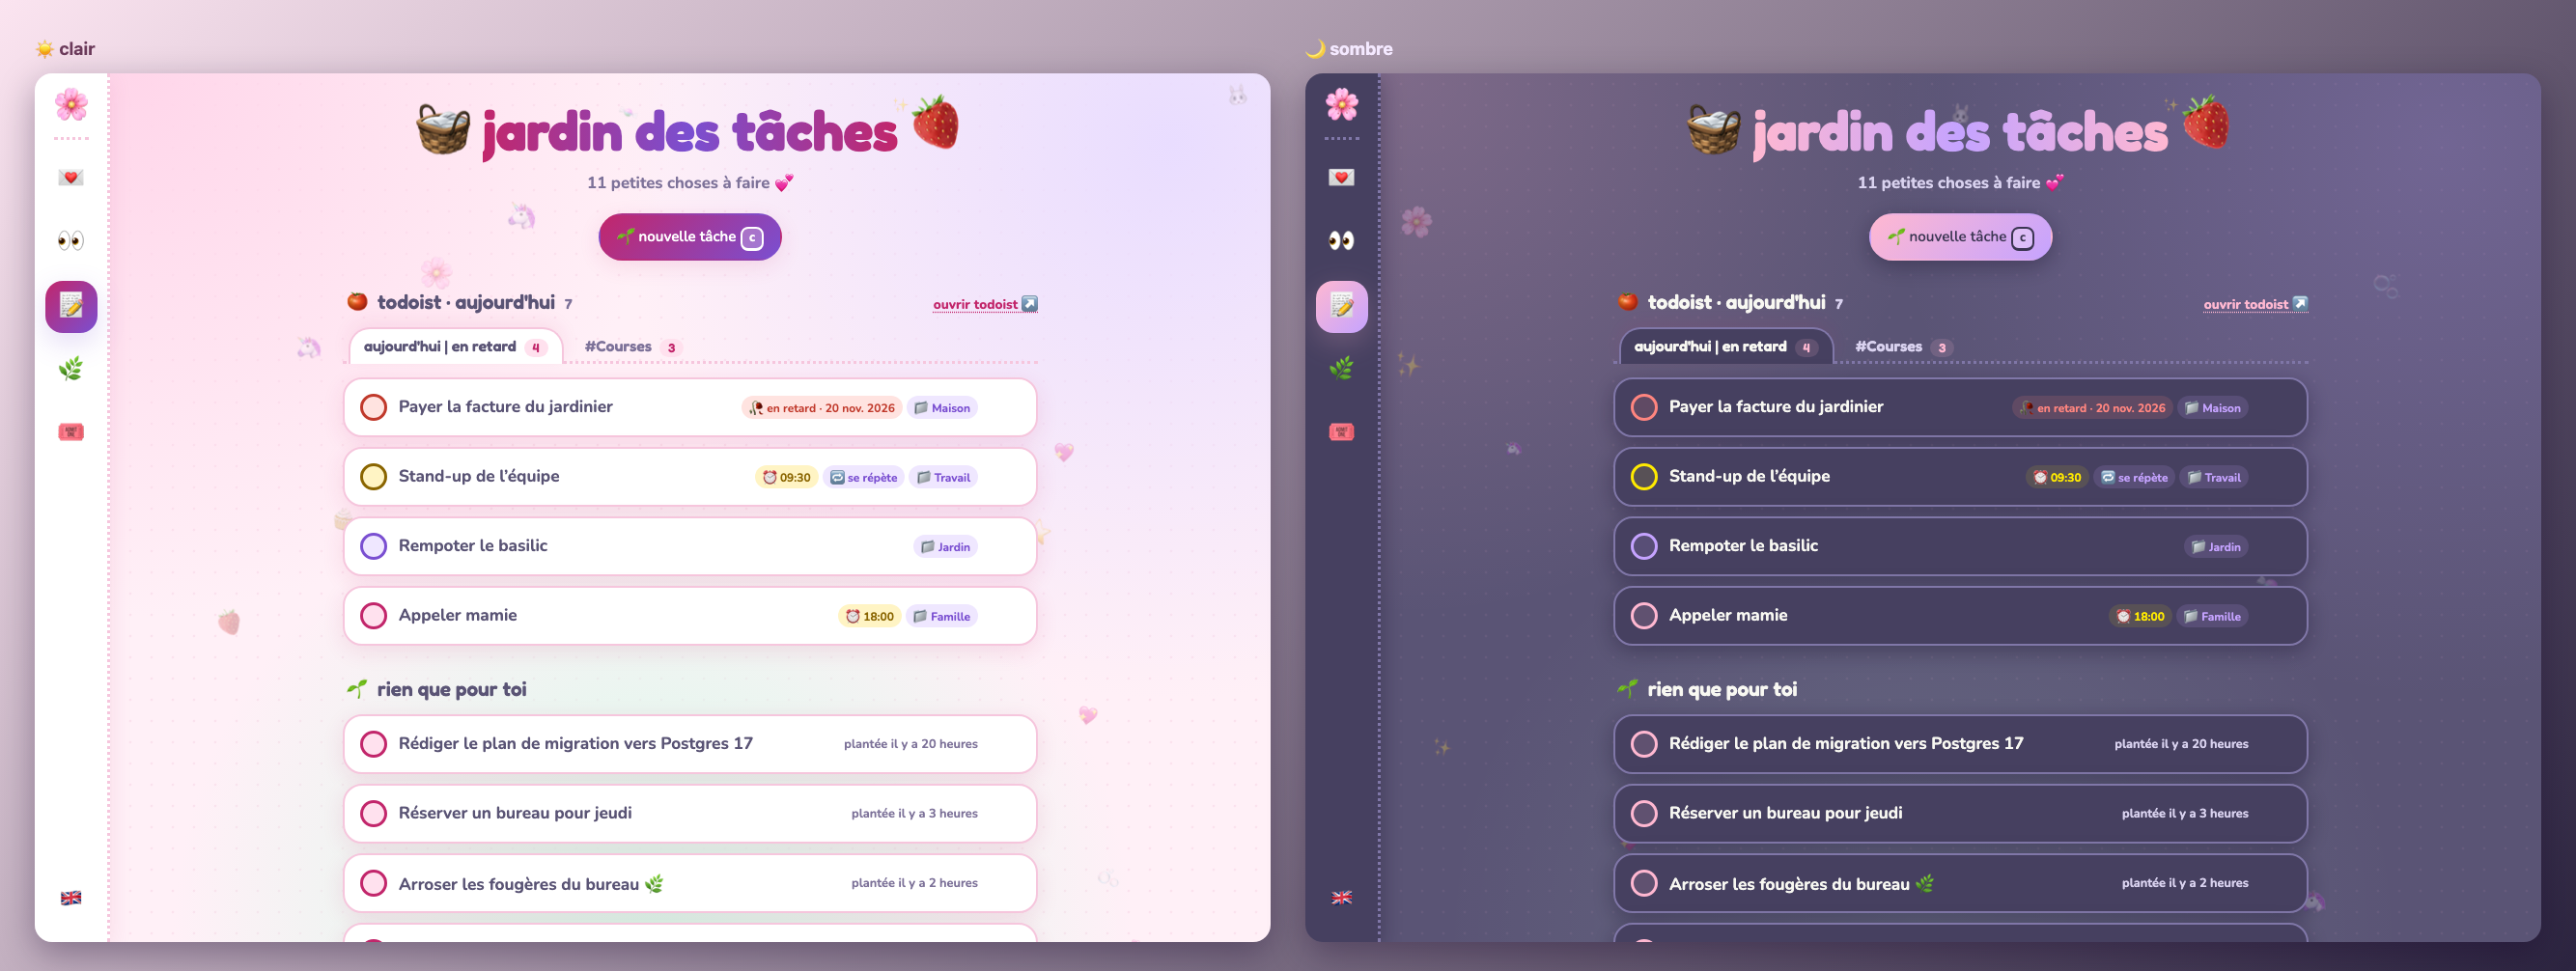 ☀️ clair
🧺 jardin des tâches 🍓
11 petites choses à faire 💕
🌱 nouvelle tâche c
🍅 todoist · aujourd'hui 7
ouvrir todoist ↗️
aujourd'hui | en retard 4
#Courses 3
Payer la facture du jardinier
🥀 en retard · 20 nov. 2026
📁 Maison
Stand-up de l’équipe
⏰ 09:30
🔁 se répète
📁 Travail
Rempoter le basilic
📁 Jardin
Appeler mamie
⏰ 18:00
📁 Famille
🌱 rien que pour toi
Rédiger le plan de migration vers Postgres 17
plantée il y a 20 heures
Réserver un bureau pour jeudi
plantée il y a 3 heures
Arroser les fougères du bureau 🌿
plantée il y a 2 heures
🌙 sombre
🧺 jardin des tâches 🍓
11 petites choses à faire 💕
🌱 nouvelle tâche c
🍅 todoist · aujourd'hui 7
ouvrir todoist ↗️
aujourd'hui | en retard 4
#Courses 3
Payer la facture du jardinier
🥀 en retard · 20 nov. 2026
📁 Maison
Stand-up de l’équipe
⏰ 09:30
🔁 se répète
📁 Travail
Rempoter le basilic
📁 Jardin
Appeler mamie
⏰ 18:00
📁 Famille
🌱 rien que pour toi
Rédiger le plan de migration vers Postgres 17
plantée il y a 20 heures
Réserver un bureau pour jeudi
plantée il y a 3 heures
Arroser les fougères du bureau 🌿
plantée il y a 2 heures